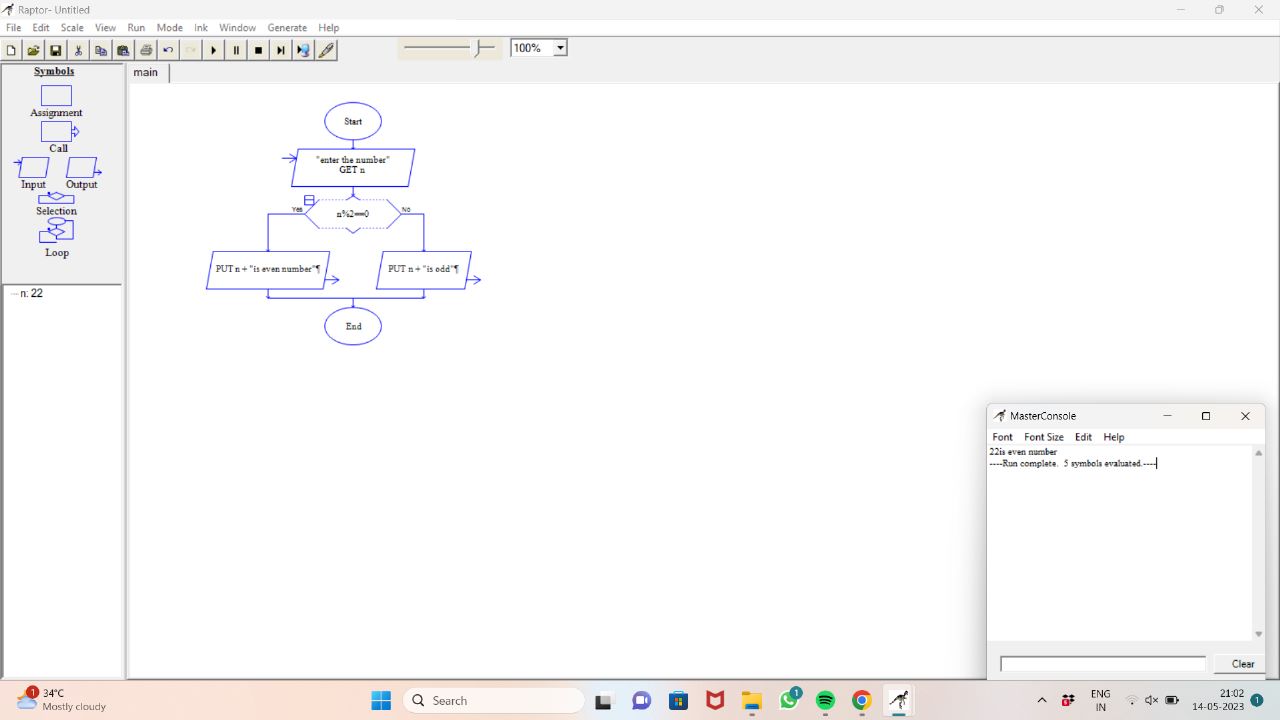 Raptor- Untitled
File Edit Scale View Run Mode Ink Window Generate Help
100%
Symbols
main
Assignment
Call
Input Output
Selection
Loop
n: 22
Start
"enter the number"
GET n
Yes No
n%2==0
PUT n + "is even number"¶ PUT n + "is odd"¶
End
MasterConsole
Font Font Size Edit Help
22is even number
----Run complete.  5 symbols evaluated.----
Clear
1
34°C
Mostly cloudy
Search
1
ENG
IN
21:02
14-05-2023
1